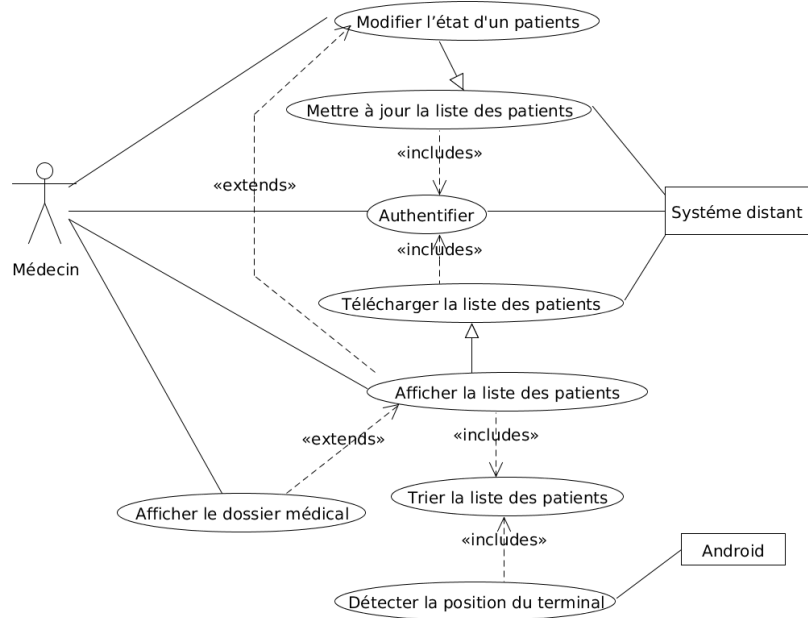 Modifier l’état d'un patients
Mettre à jour la liste des patients
«includes»
«extends»
Authentifier
Systéme distant
«includes»
Médecin
Télécharger la liste des patients
Afficher la liste des patients
«extends»
«includes»
Trier la liste des patients
Afficher le dossier médical
«includes»
Android
Détecter la position du terminal